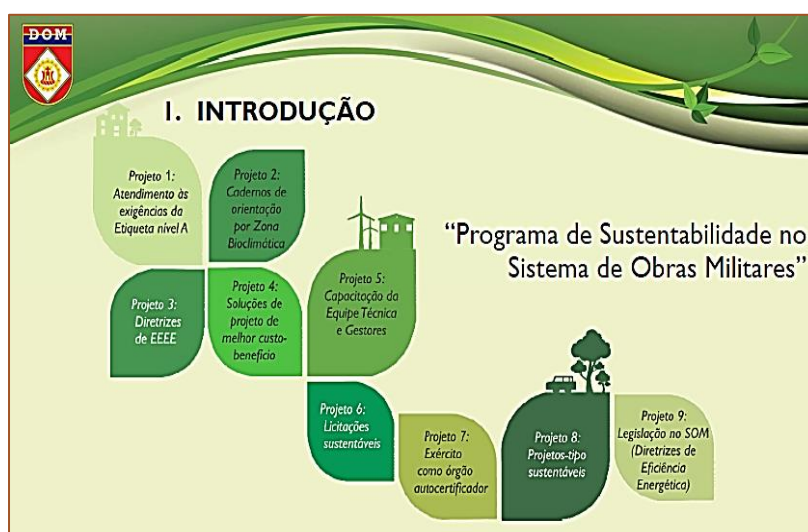 DOM
I. INTRODUÇÃO
Projeto 1:
Atendimento às
exigências da
Etiqueta nível A
Projeto 2:
Cadernos de
orientação
por Zona
Bioclimática
"Programa de Sustentabilidade no
Sistema de Obras Militares"
Projeto 3:
Diretrizes
de EEEE
Projeto 4:
Soluções de
projeto de
melhor custo-
benefício
Projeto 5:
Capacitação da
Equipe Técnica
e Gestores
Projeto 6:
Licitações
sustentáveis
Projeto 7:
Exército
como órgão
autocertificador
Projeto 8:
Projetos-tipo
sustentáveis
Projeto 9:
Legislação no SOM
(Diretrizes de
Eficiência
Energética)